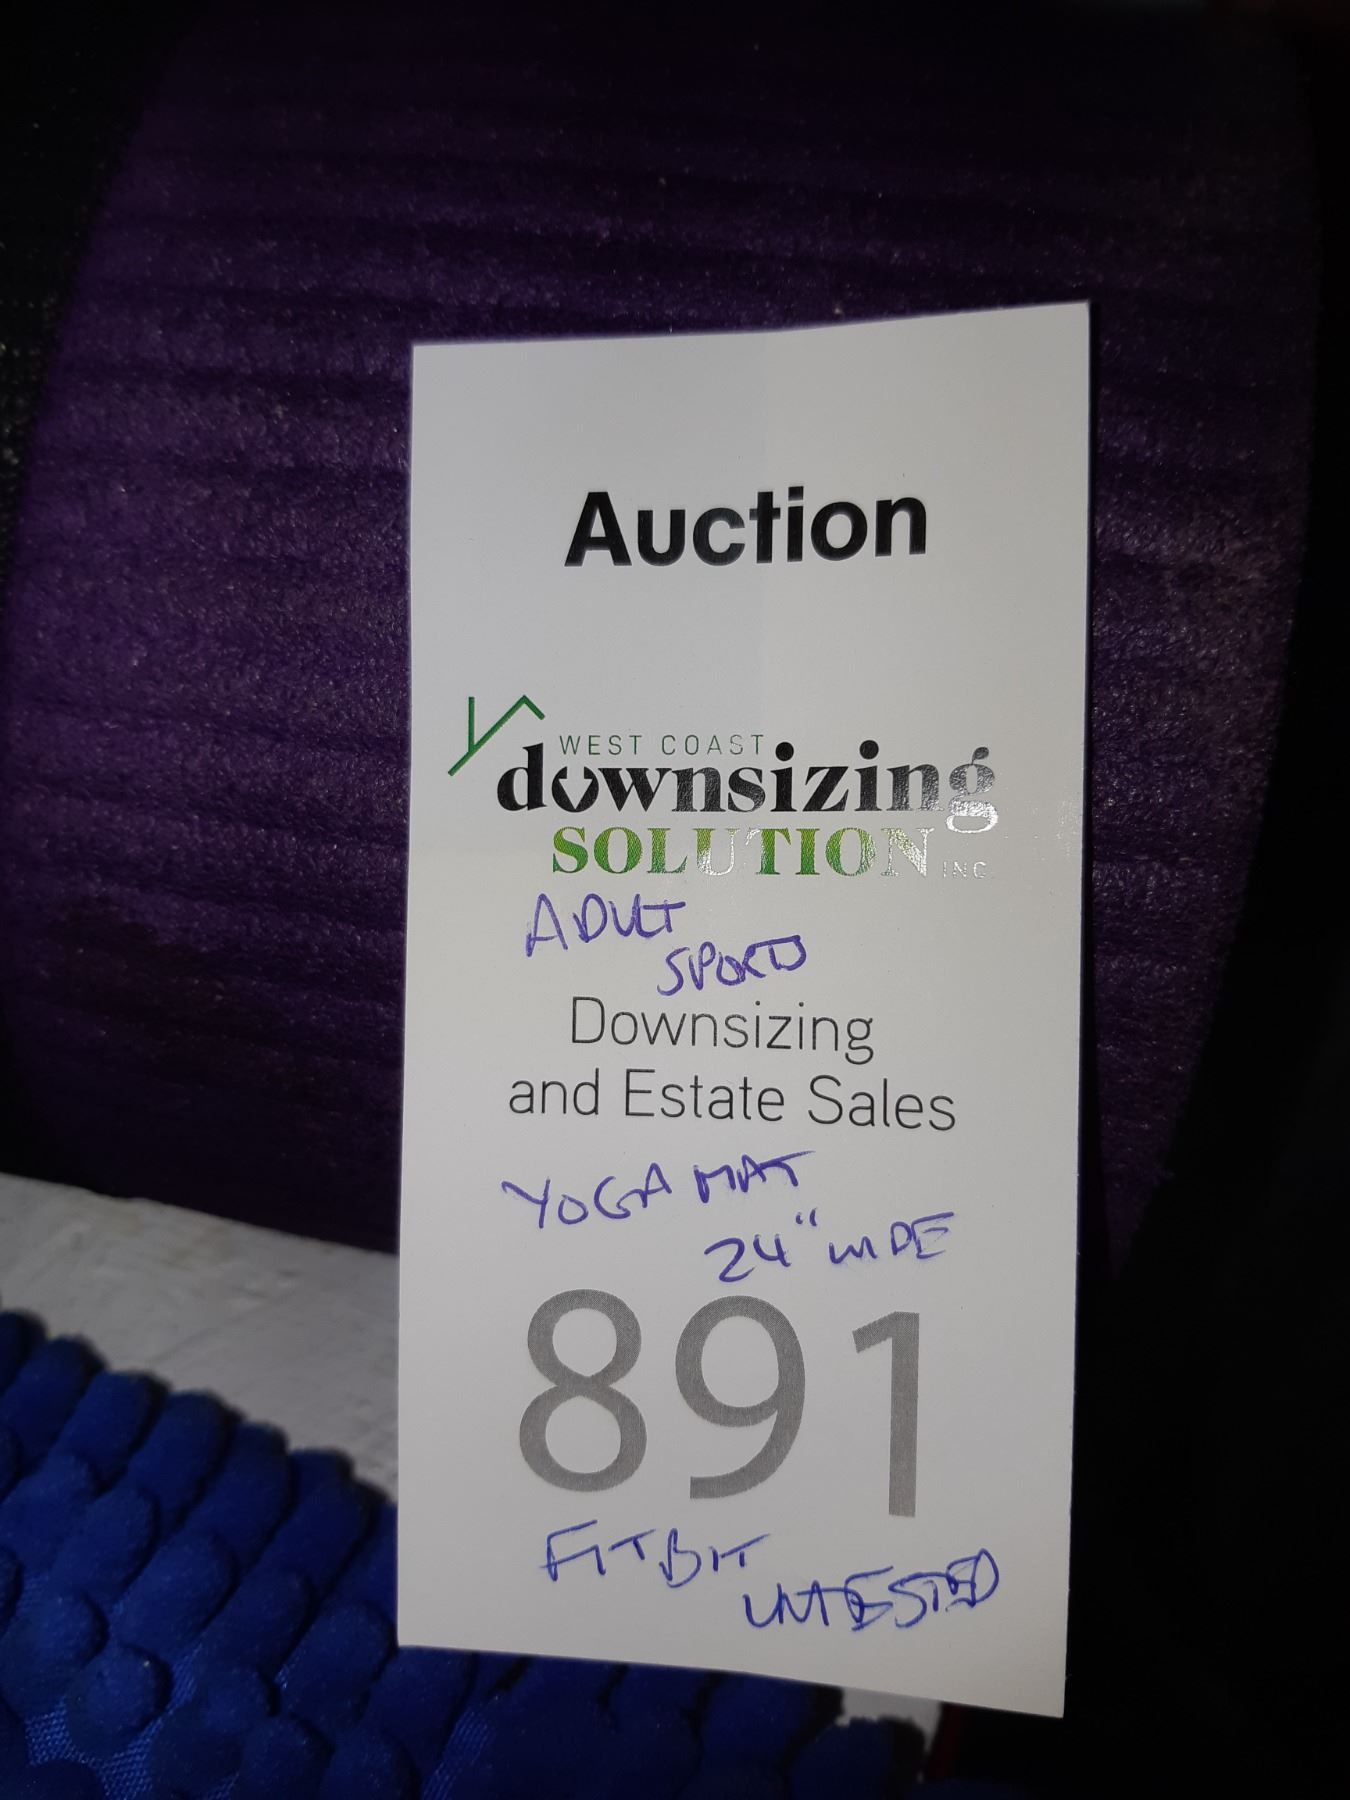 Auction
WEST COAST
downsizing
SOLUTION INC.
ADULT
SPORTS
Downsizing
and Estate Sales
YOGA MAT
24" WIDE
891
FITBIT
UNTESTED